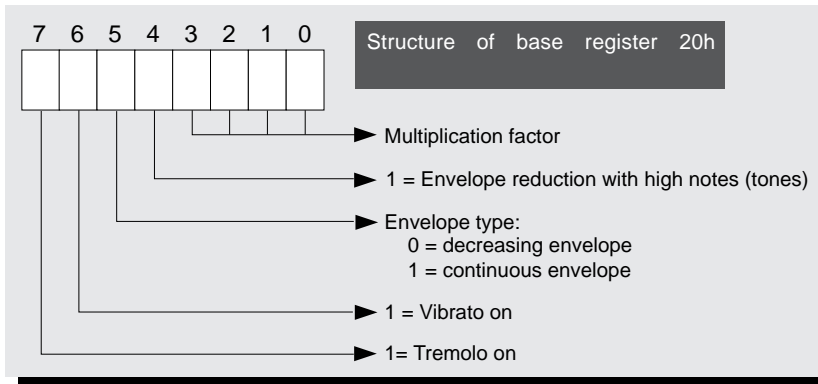 7 6 5 4 3 2 1 0
Structure of base register 20h
Multiplication factor
1 = Envelope reduction with high notes (tones)
Envelope type:
0 = decreasing envelope
1 = continuous envelope
1 = Vibrato on
1= Tremolo on